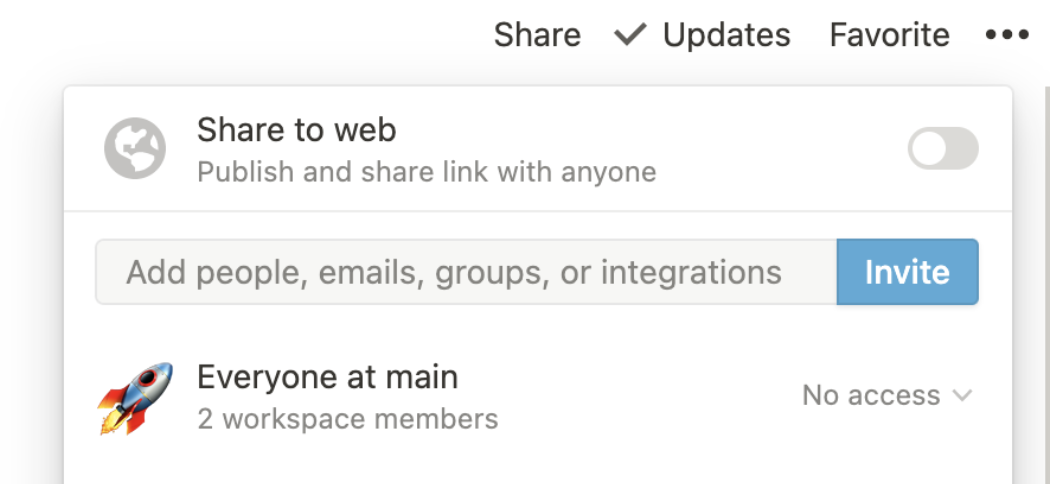 Share Updates Favorite
Share to web
Publish and share link with anyone
Add people, emails, groups, or integrations Invite
Everyone at main
No access
2 workspace members